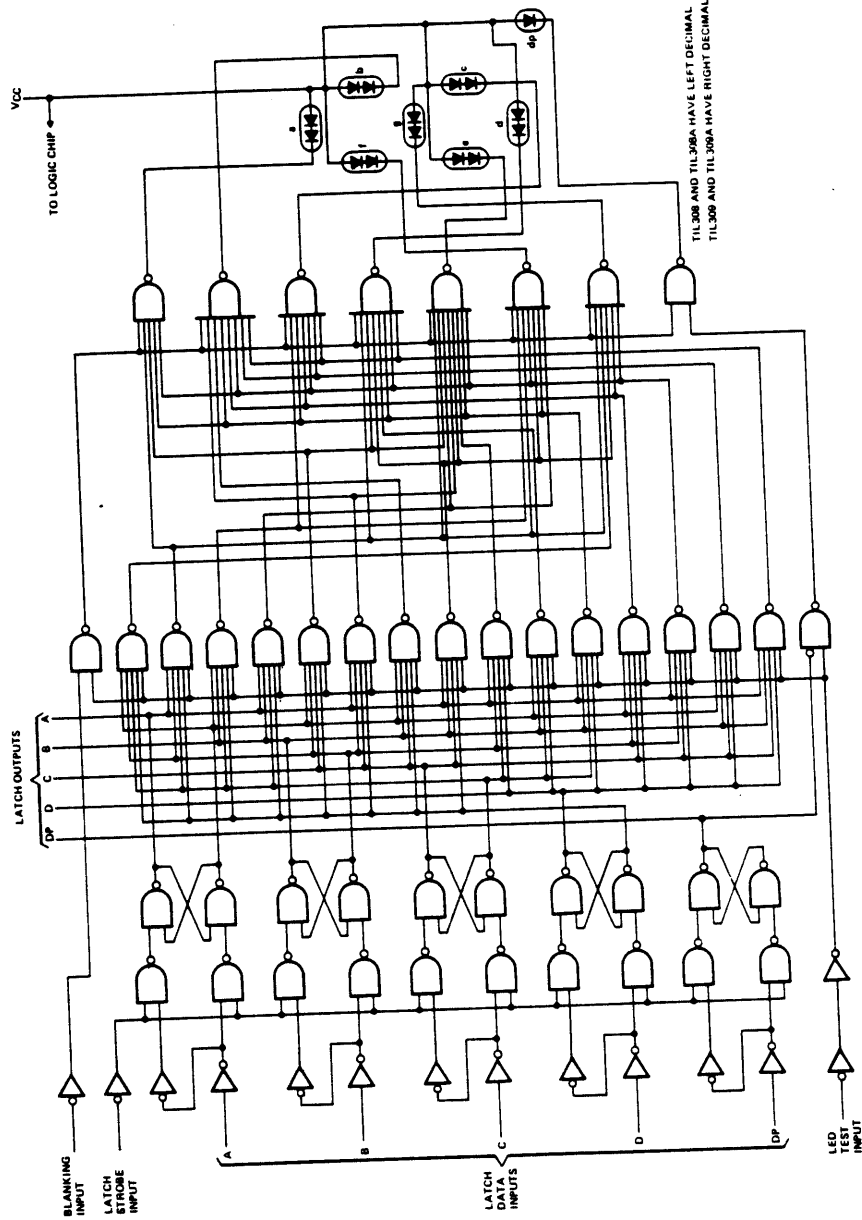 VCC
TO LOGIC CHIP
a
b
f
g
c
e
d
dp
TIL308 AND TIL308A HAVE LEFT DECIMAL
TIL309 AND TIL309A HAVE RIGHT DECIMAL
LATCH OUTPUTS
A
B
C
D
DP
BLANKING
INPUT
LATCH
STROBE
INPUT
A
B
C
D
DP
LATCH
DATA
INPUTS
LED
TEST
INPUT